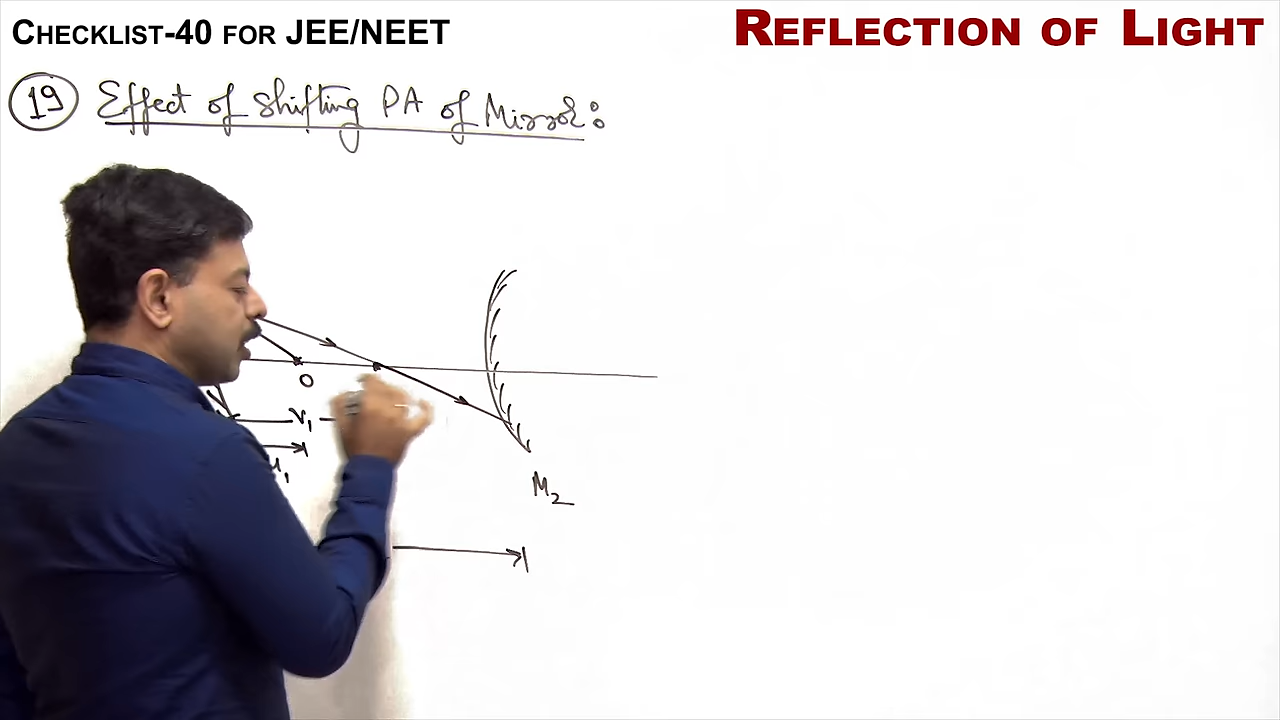 CHECKLIST-40 FOR JEE/NEET
REFLECTION OF LIGHT
19 Effect of shifting PA of Mirror:
O
V1
u1
M2